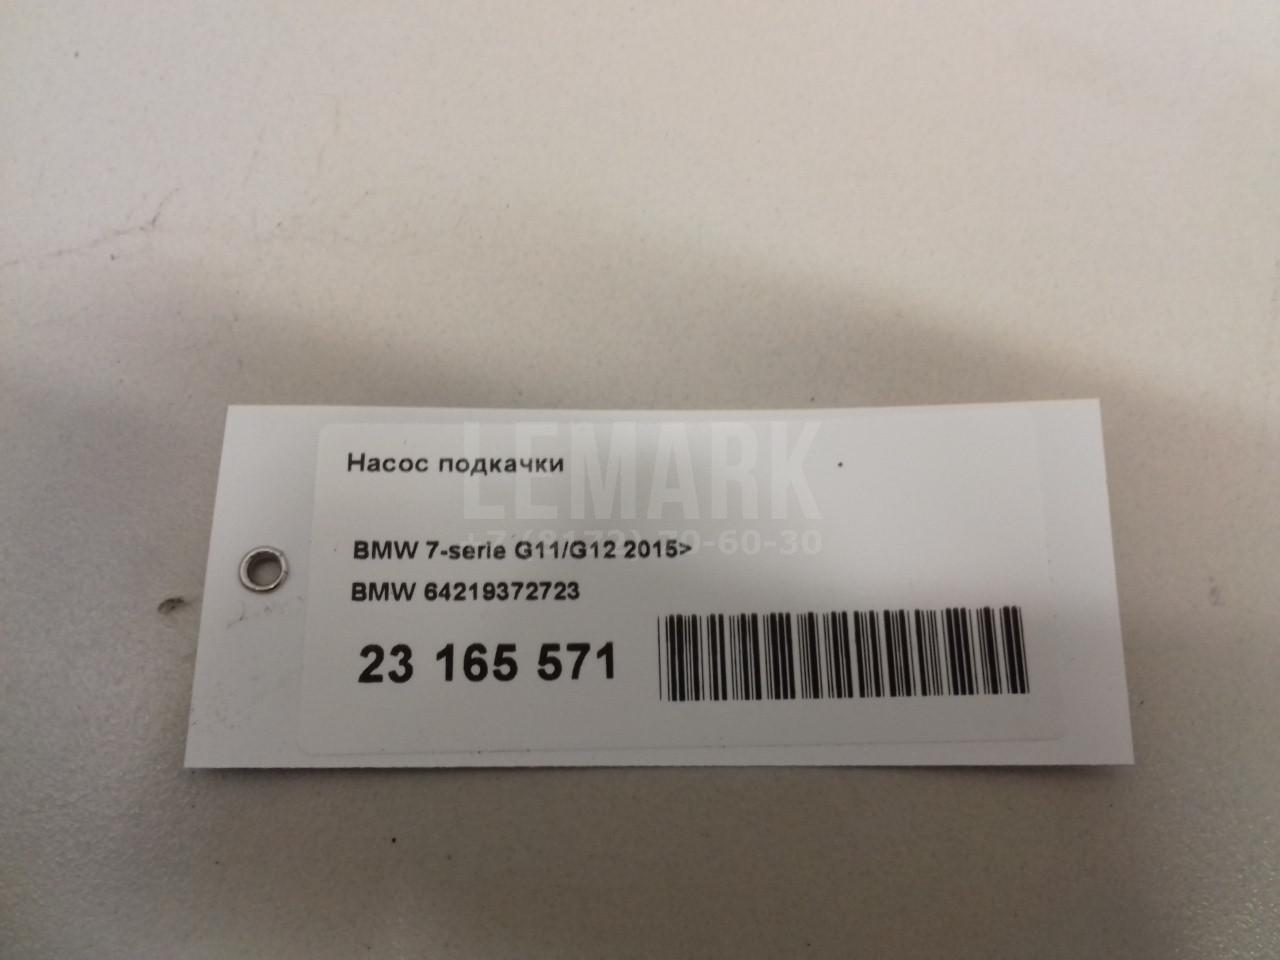 Насос подкачки
LEMARK
BMW 7-serie G11/G12 2015>
BMW 64219372723
23 165 571